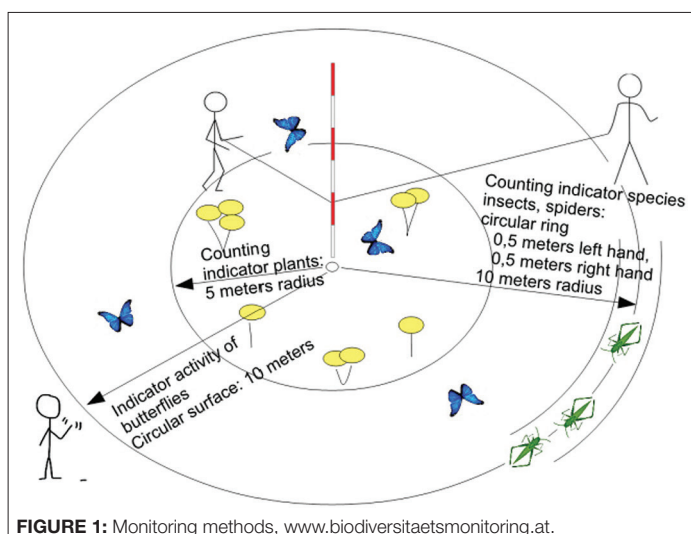 Counting indicator species
insects, spiders:
circular ring
0,5 meters left hand,
0,5 meters right hand
10 meters radius
Counting
indicator plants:
5 meters radius
Indicator activity of
butterflies
Circular surface: 10 meters
FIGURE 1: Monitoring methods, www.biodiversitaetsmonitoring.at.